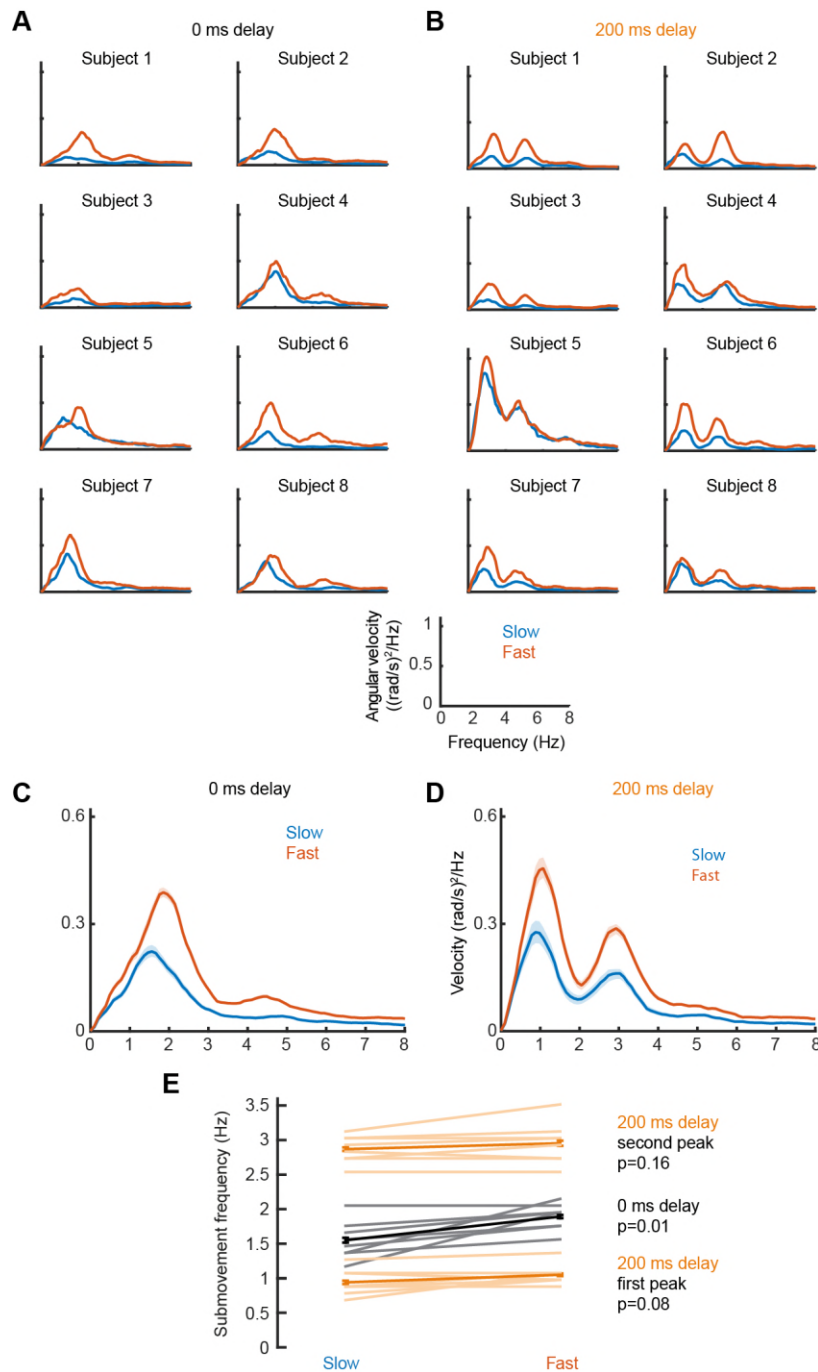 A
0 ms delay
B
200 ms delay
Subject 1
Subject 2
Subject 1
Subject 2
Subject 3
Subject 4
Subject 3
Subject 4
Subject 5
Subject 6
Subject 5
Subject 6
Subject 7
Subject 8
Subject 7
Subject 8
Angular velocity
((rad/s)²/Hz)
1
0.5
0
Slow
Fast
0 2 4 6 8
Frequency (Hz)
C
0 ms delay
0.6
0.3
0
Slow
Fast
0 1 2 3 4 5 6 7 8
D
200 ms delay
Velocity (rad/s)²/Hz
0.6
0.3
0
Slow
Fast
0 1 2 3 4 5 6 7 8
E
Submovement frequency (Hz)
3.5
3
2.5
2
1.5
1
0.5
0
200 ms delay
second peak
p=0.16
0 ms delay
p=0.01
200 ms delay
first peak
p=0.08
Slow
Fast